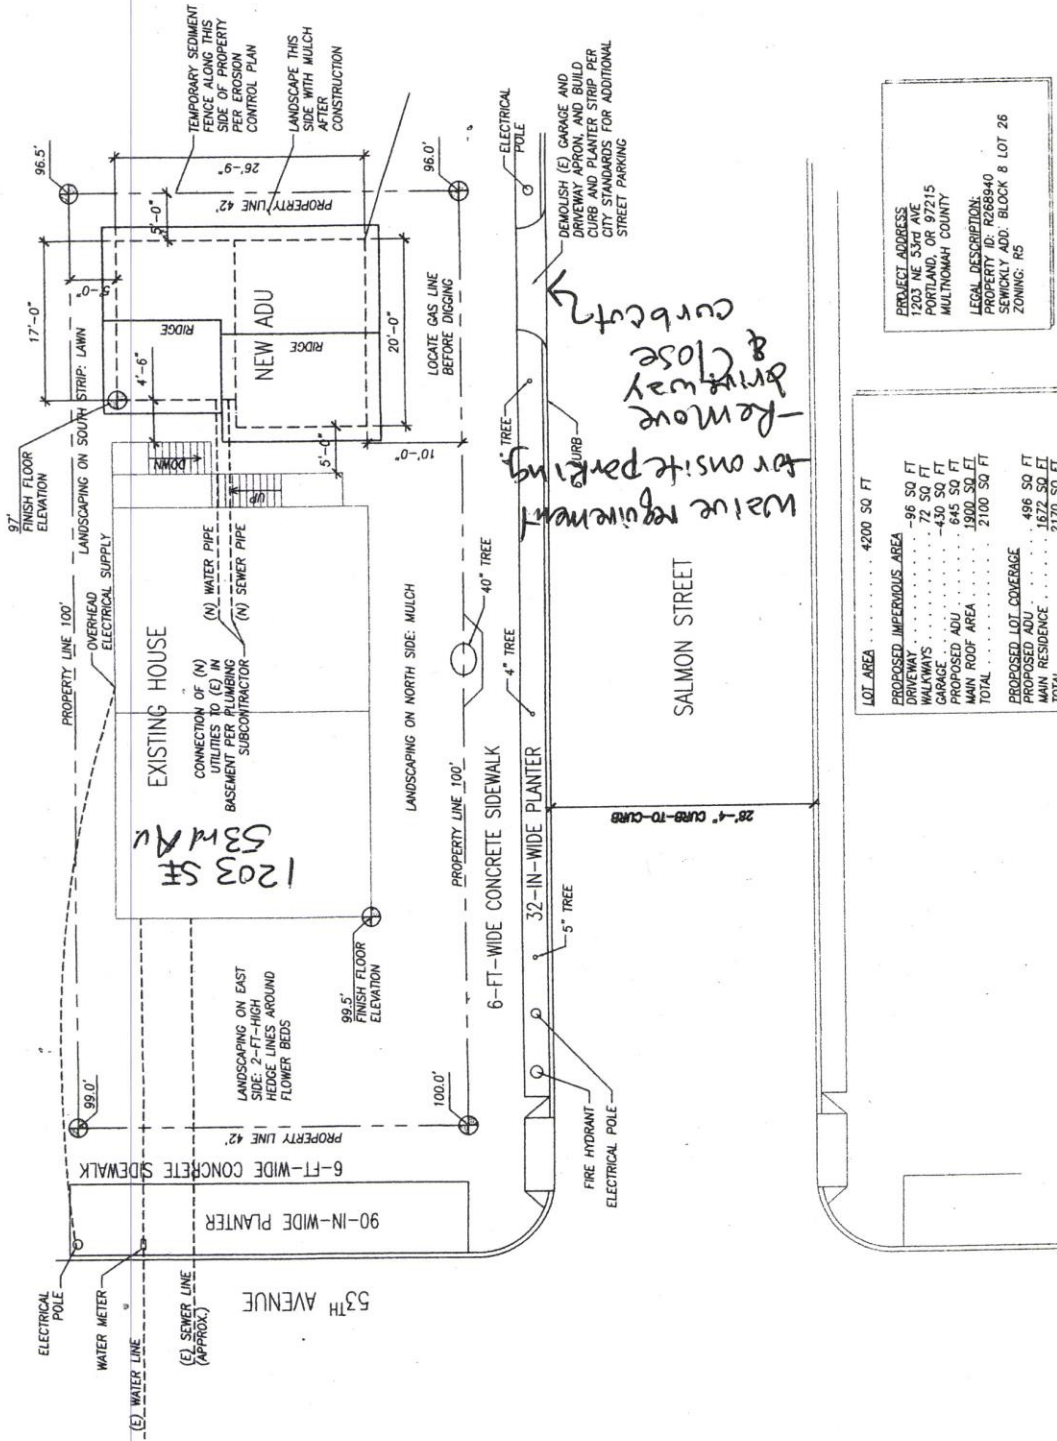 97'
FINISH FLOOR
ELEVATION
96.5'
17'-0"
5'-0"
4'-6"
5'-0"
26'-9"
PROPERTY LINE 42'
TEMPORARY SEDIMENT
FENCE ALONG THIS
SIDE OF PROPERTY
PER EROSION
CONTROL PLAN
LANDSCAPE THIS
SIDE WITH MULCH
AFTER
CONSTRUCTION
RIDGE
RIDGE
NEW ADU
20'-0"
5'-0"
10'-0"
LOCATE GAS LINE
BEFORE DIGGING
96.0'
LANDSCAPING ON SOUTH STRIP: LAWN
PROPERTY LINE 100'
OVERHEAD
ELECTRICAL SUPPLY
DOWN
UP
EXISTING HOUSE
(N) WATER PIPE
CONNECTION OF (N)
UTILITIES TO (E) IN
BASEMENT PER PLUMBING
SUBCONTRACTOR
(N) SEWER PIPE
1203 SE
53rd Av
LANDSCAPING ON NORTH SIDE: MULCH
40" TREE
PROPERTY LINE 100'
99.5'
FINISH FLOOR
ELEVATION
LANDSCAPING ON EAST
SIDE: 2-FT-HIGH
HEDGE LINES AROUND
FLOWER BEDS
99.0'
100.0'
PROPERTY LINE 42'
6-FT-WIDE CONCRETE SIDEWALK
90-IN-WIDE PLANTER
ELECTRICAL
POLE
WATER METER
(E) WATER LINE
(E) SEWER LINE
(APPROX.)
53TH AVENUE
6-FT-WIDE CONCRETE SIDEWALK
32-IN-WIDE PLANTER
4" TREE
5" TREE
TREE
CURB
FIRE HYDRANT
ELECTRICAL POLE
ELECTRICAL
POLE
DEMOLISH (E) GARAGE AND
DRIVEWAY APRON, AND BUILD
CURB AND PLANTER STRIP PER
CITY STANDARDS FOR ADDITIONAL
STREET PARKING
waive requirement
for onsite parking.
-Remove
driveway
& close
curbcut
SALMON STREET
28'-4" CURB-TO-CURB
LOT AREA . . . . . . . . 4200 SQ FT
PROPOSED IMPERVIOUS AREA
DRIVEWAY . . . . . . . . -96 SQ FT
WALKWAYS . . . . . . . . 72 SQ FT
GARAGE . . . . . . . . -430 SQ FT
PROPOSED ADU . . . . . . 645 SQ FT
MAIN ROOF AREA . . . . . 1900 SQ FT
TOTAL . . . . . . . . . 2100 SQ FT
PROPOSED LOT COVERAGE
PROPOSED ADU . . . . . . 496 SQ FT
MAIN RESIDENCE . . . . . 1672 SQ FT
TOTAL . . . . . . . . . 2170 SQ FT
PROJECT ADDRESS
1203 NE 53rd AVE
PORTLAND, OR 97215
MULTNOMAH COUNTY
LEGAL DESCRIPTION:
PROPERTY ID: R268940
SEWICKLY ADD: BLOCK 8 LOT 26
ZONING: R5